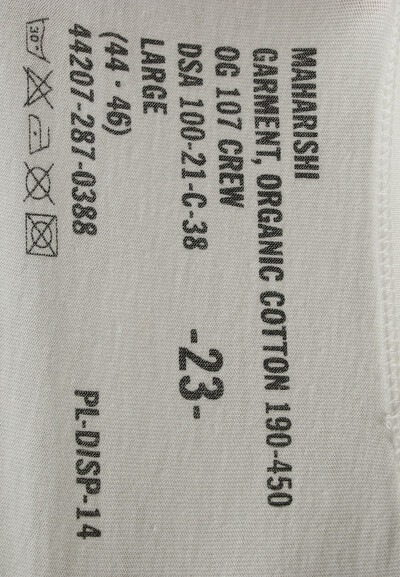 MAHARISHI
GARMENT, ORGANIC COTTON 190-450
OG 107 CREW
DSA 100-21-C-38
-23-
LARGE
(44 - 46)
44207-287-0388 PL-DISP-14
30°